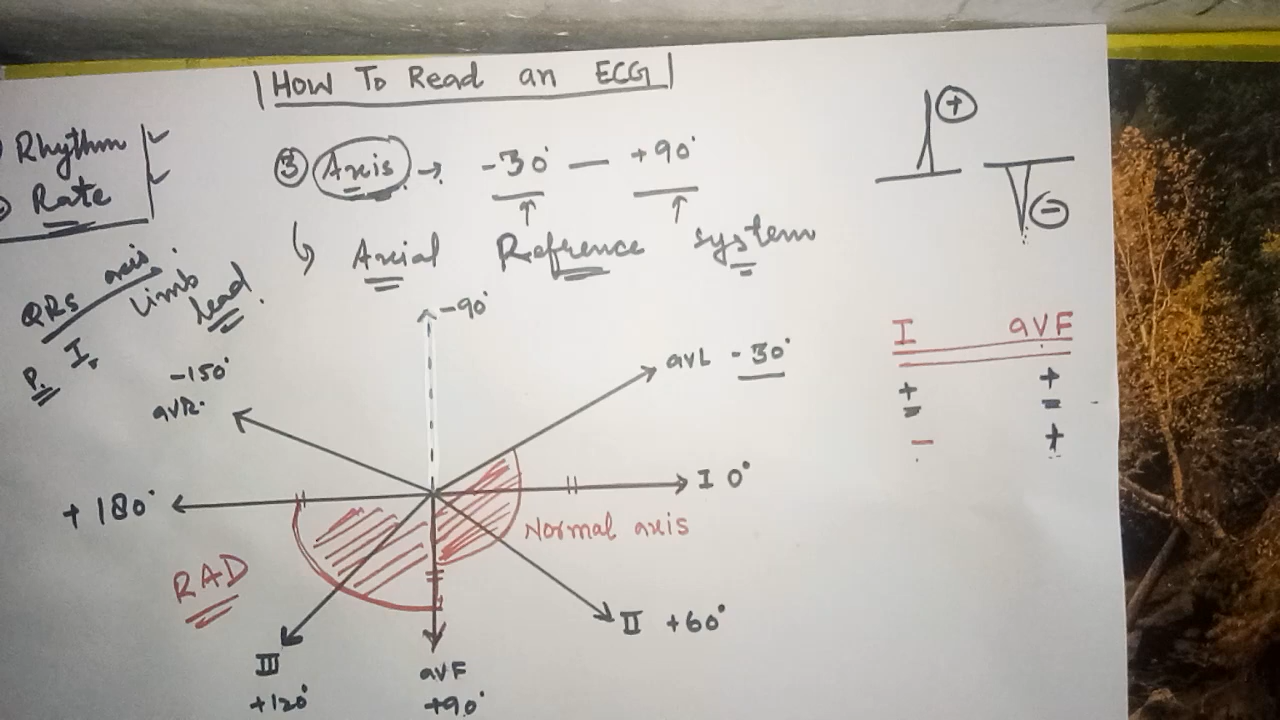 HOW TO Read an ECG
Rhythm
Rate
③ Axis → -30° — +90°
Axial Refrence system
QRS axis.
limb
lead.
P. I.
+
-
-90°
avL -30°
-150°
avR.
I 0°
+180°
Normal axis
RAD
II +60°
III
+120°
avF
+90°
I avF
+ +
- +